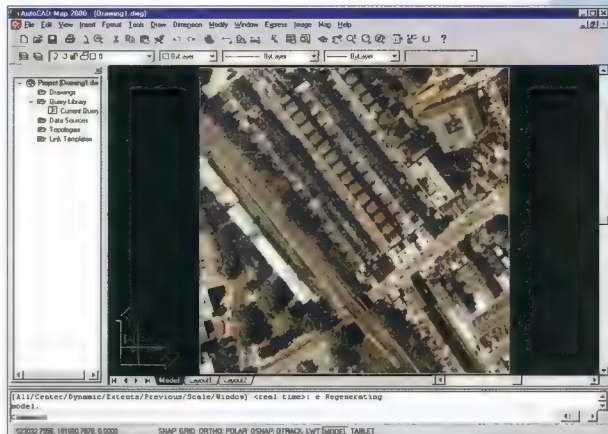 AutoCAD Map 2000 - [Drawing1.dwg]
File Edit View Insert Format Tools Draw Dimension Modify Window Express Image Map Help
0 ByLayer ByLayer ByLayer
Project [Drawing1.dw
Drawings
Query Library
Current Query
Data Sources
Topologies
Link Templates
Model Layout1 Layout2
[All/Center/Dynamic/Extents/Previous/Scale/Window] <real time>: e Regenerating
model.
SNAP GRID ORTHO POLAR OSNAP OTRACK LWT MODEL TABLET